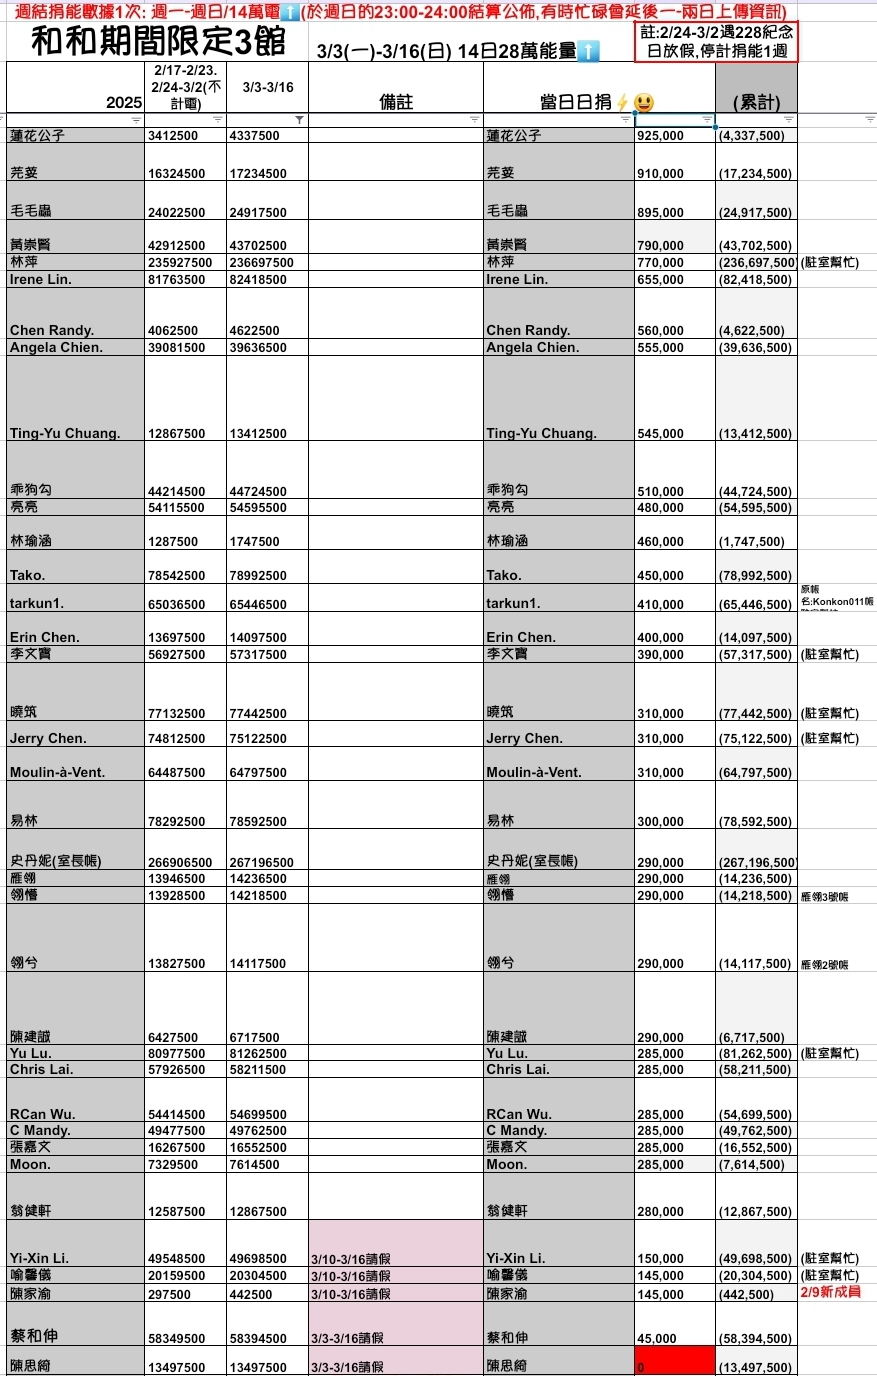 週結捐能數據1次: 週一-週日/14萬電⬆️(於週日的23:00-24:00結算公佈,有時忙碌會延後一-兩日上傳資訊)
和和期間限定3館 3/3(一)-3/16(日) 14日28萬能量⬆️
註:2/24-3/2遇228紀念
日放假,停計捐能1週
2025 2/17-2/23. 2/24-3/2(不計電) 3/3-3/16 備註 當日日捐⚡😃 (累計)
蓮花公子 3412500 4337500 蓮花公子 925,000 (4,337,500)
芫荽 16324500 17234500 芫荽 910,000 (17,234,500)
毛毛蟲 24022500 24917500 毛毛蟲 895,000 (24,917,500)
黃崇賢 42912500 43702500 黃崇賢 790,000 (43,702,500)
林萍 235927500 236697500 林萍 770,000 (236,697,500) (駐室幫忙)
Irene Lin. 81763500 82418500 Irene Lin. 655,000 (82,418,500)
Chen Randy. 4062500 4622500 Chen Randy. 560,000 (4,622,500)
Angela Chien. 39081500 39636500 Angela Chien. 555,000 (39,636,500)
Ting-Yu Chuang. 12867500 13412500 Ting-Yu Chuang. 545,000 (13,412,500)
乖狗勾 44214500 44724500 乖狗勾 510,000 (44,724,500)
亮亮 54115500 54595500 亮亮 480,000 (54,595,500)
林瑜涵 1287500 1747500 林瑜涵 460,000 (1,747,500)
Tako. 78542500 78992500 Tako. 450,000 (78,992,500)
tarkun1. 65036500 65446500 tarkun1. 410,000 (65,446,500) 原帳名:Konkon011帳
Erin Chen. 13697500 14097500 Erin Chen. 400,000 (14,097,500)
李文寶 56927500 57317500 李文寶 390,000 (57,317,500) (駐室幫忙)
曉筑 77132500 77442500 曉筑 310,000 (77,442,500) (駐室幫忙)
Jerry Chen. 74812500 75122500 Jerry Chen. 310,000 (75,122,500) (駐室幫忙)
Moulin-à-Vent. 64487500 64797500 Moulin-à-Vent. 310,000 (64,797,500)
易林 78292500 78592500 易林 300,000 (78,592,500)
史丹妮(室長帳) 266906500 267196500 史丹妮(室長帳) 290,000 (267,196,500)
雁翎 13946500 14236500 雁翎 290,000 (14,236,500)
翎懵 13928500 14218500 翎懵 290,000 (14,218,500) 雁翎3號帳
翎兮 13827500 14117500 翎兮 290,000 (14,117,500) 雁翎2號帳
陳建誠 6427500 6717500 陳建誠 290,000 (6,717,500)
Yu Lu. 80977500 81262500 Yu Lu. 285,000 (81,262,500) (駐室幫忙)
Chris Lai. 57926500 58211500 Chris Lai. 285,000 (58,211,500)
RCan Wu. 54414500 54699500 RCan Wu. 285,000 (54,699,500)
C Mandy. 49477500 49762500 C Mandy. 285,000 (49,762,500)
張嘉文 16267500 16552500 張嘉文 285,000 (16,552,500)
Moon. 7329500 7614500 Moon. 285,000 (7,614,500)
翁健軒 12587500 12867500 翁健軒 280,000 (12,867,500)
Yi-Xin Li. 49548500 49698500 3/10-3/16請假 Yi-Xin Li. 150,000 (49,698,500) (駐室幫忙)
喻馨儀 20159500 20304500 3/10-3/16請假 喻馨儀 145,000 (20,304,500) (駐室幫忙)
陳家渝 297500 442500 3/10-3/16請假 陳家渝 145,000 (442,500) 2/9新成員
蔡和伸 58349500 58394500 3/3-3/16請假 蔡和伸 45,000 (58,394,500)
陳思綺 13497500 13497500 3/3-3/16請假 陳思綺 0 (13,497,500)